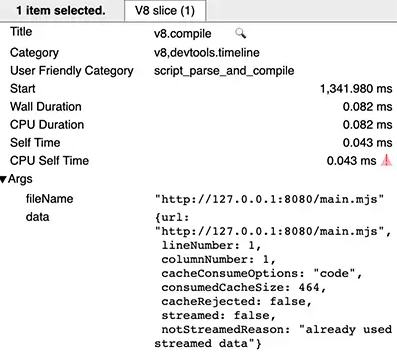 1 item selected. V8 slice (1)
Title v8.compile
Category v8,devtools.timeline
User Friendly Category script_parse_and_compile
Start 1,341.980 ms
Wall Duration 0.082 ms
CPU Duration 0.082 ms
Self Time 0.043 ms
CPU Self Time 0.043 ms
▼Args
fileName "http://127.0.0.1:8080/main.mjs"
data {url:
"http://127.0.0.1:8080/main.mjs",
lineNumber: 1,
columnNumber: 1,
cacheConsumeOptions: "code",
consumedCacheSize: 464,
cacheRejected: false,
streamed: false,
notStreamedReason: "already used
streamed data"}